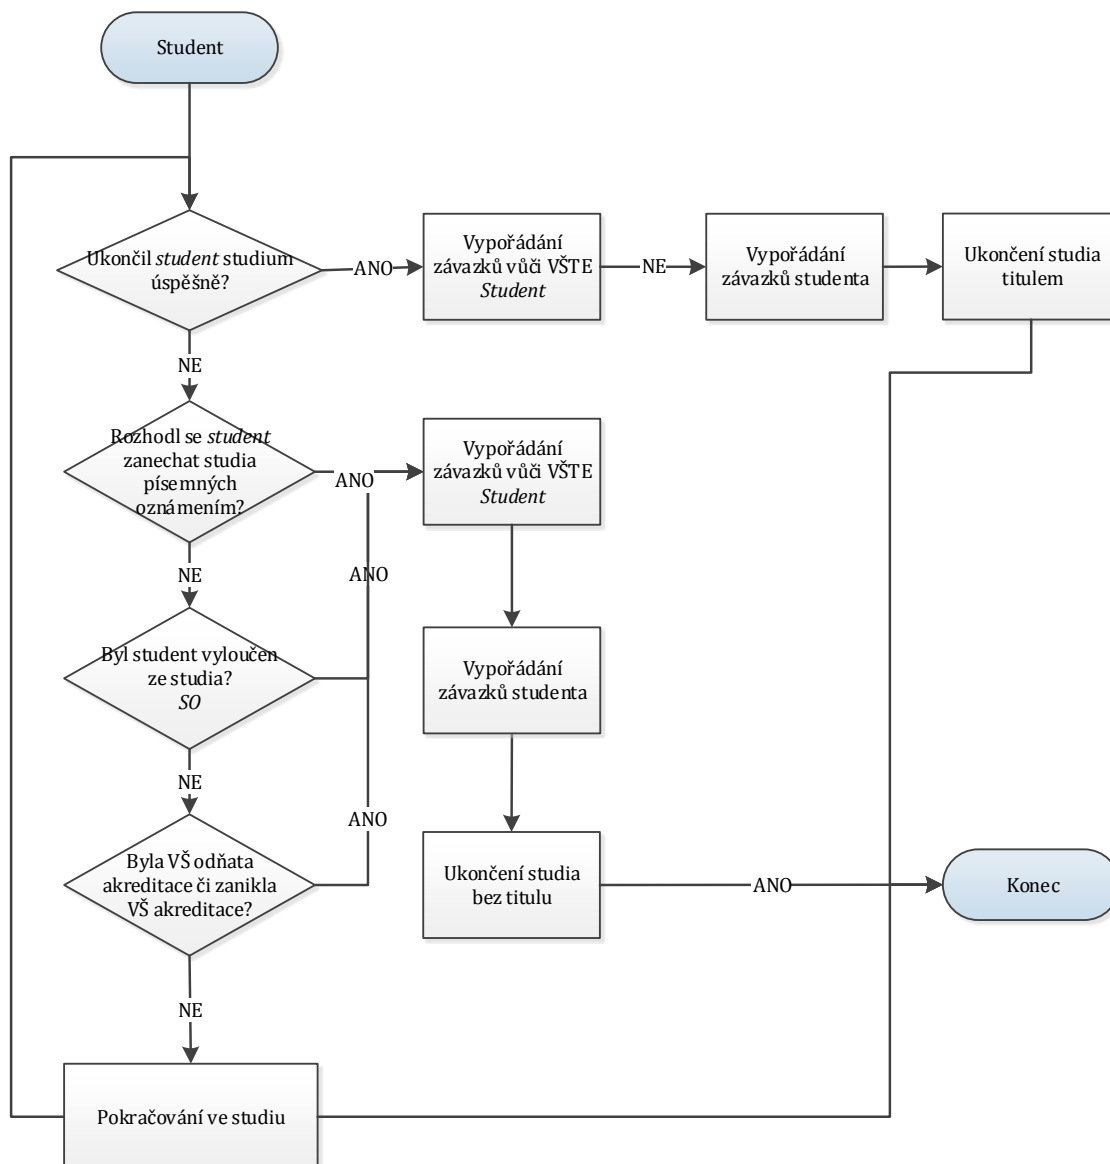 Student
Ukončil student studium
úspěšně?
ANO
Vypořádání
závazků vůči VŠTE
Student
NE
Vypořádání
závazků studenta
Ukončení studia
titulem
NE
Rozhodl se student
zanechat studia
písemných
oznámením?
ANO
Vypořádání
závazků vůči VŠTE
Student
NE
ANO
Byl student vyloučen
ze studia?
SO
Vypořádání
závazků studenta
NE
ANO
Byla VŠ odňata
akreditace či zanikla
VŠ akreditace?
Ukončení studia
bez titulu
ANO
Konec
NE
Pokračování ve studiu